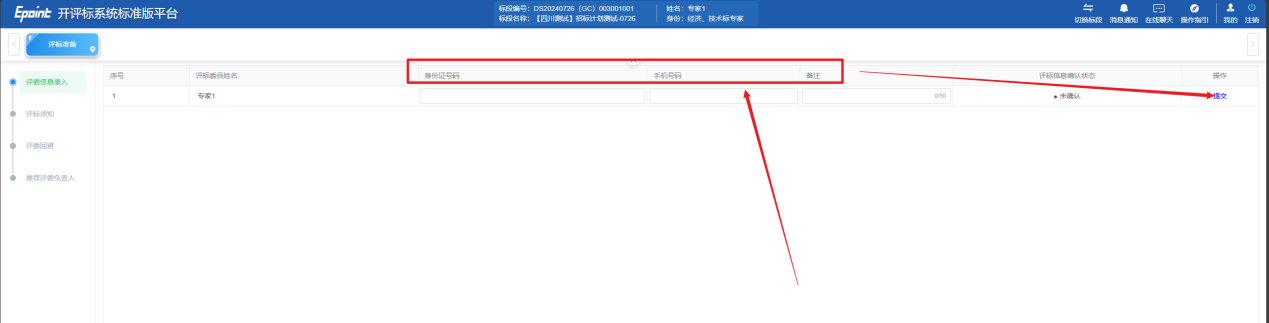 Epoint 开评标系统标准版平台
标段编号：DS20240726（GC）003001001
标段名称：【四川测试】招标计划测试-0726
姓名：专家1
身份：经济、技术标专家
切换标段 消息通知 在线聊天 操作指引 我的 注销
1 评标准备
评委信息录入
评标须知
评委回避
推荐评委负责人
序号 评标委员姓名 身份证号码 手机号码 备注 评标信息确认状态 操作
1 专家1 0/50 未确认 提交